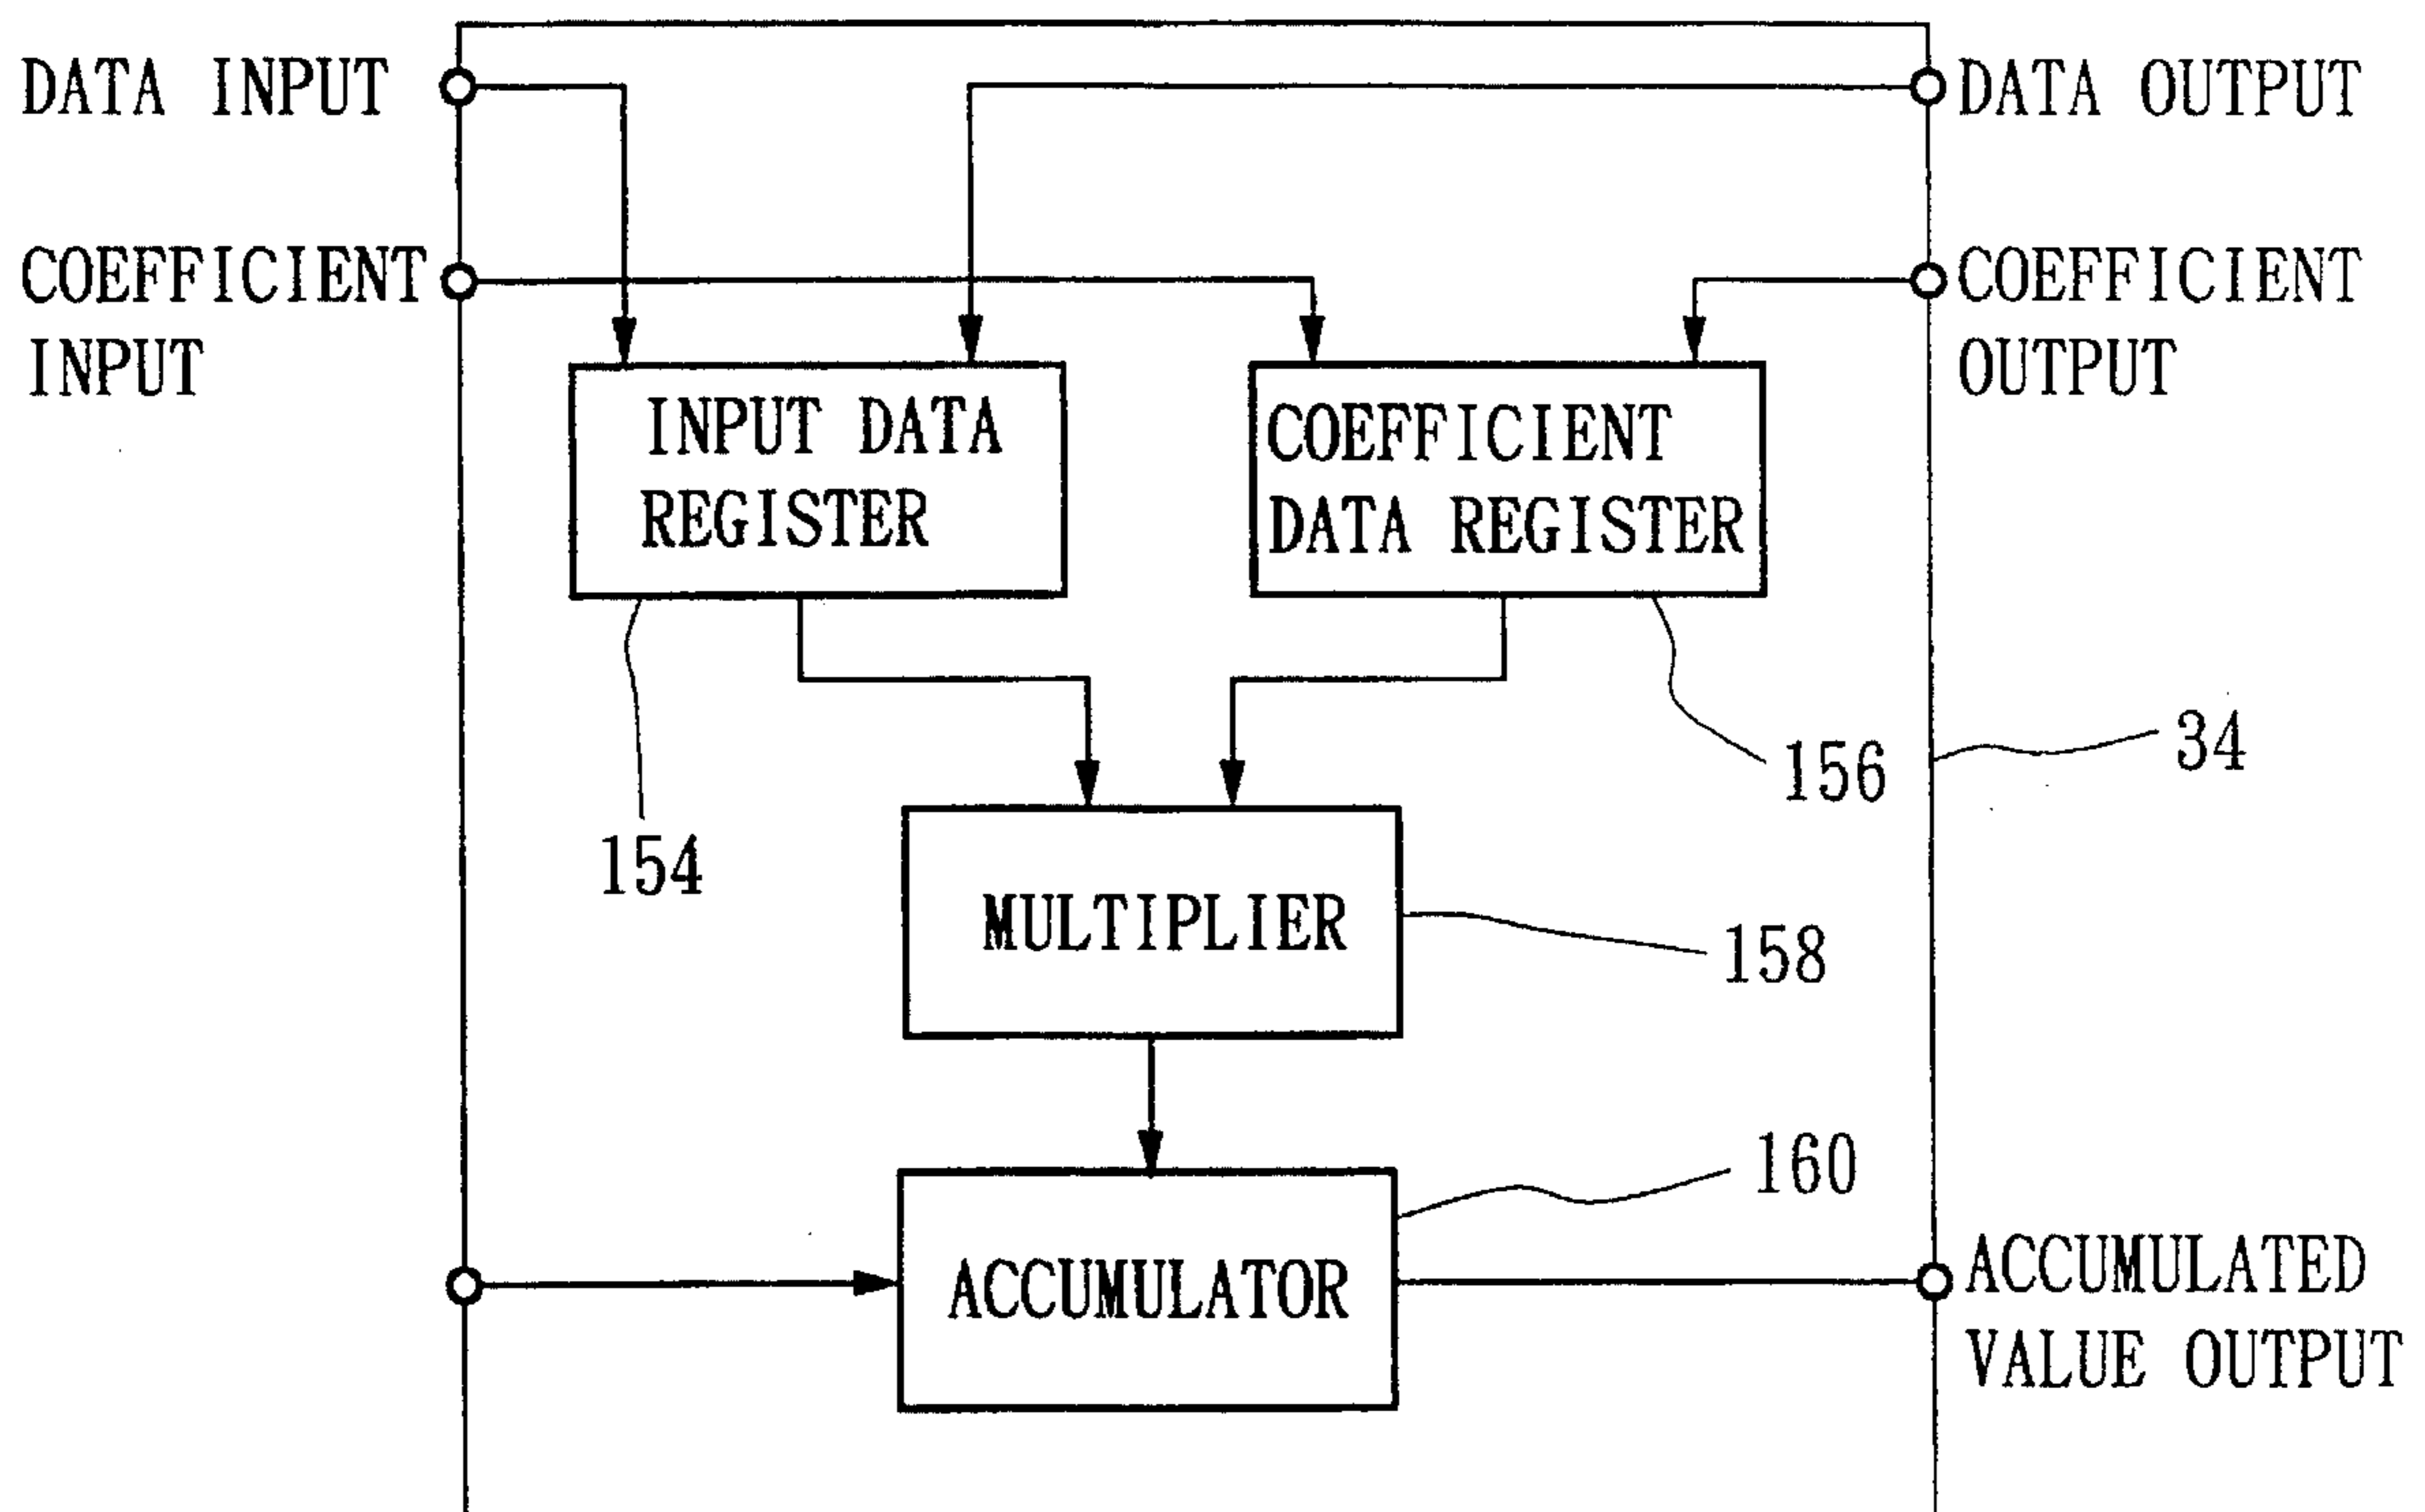 DATA INPUT
DATA OUTPUT
COEFFICIENT
INPUT
COEFFICIENT
OUTPUT
INPUT DATA
REGISTER
COEFFICIENT
DATA REGISTER
34
156
154
MULTIPLIER
158
160
ACCUMULATOR
ACCUMULATED
VALUE OUTPUT